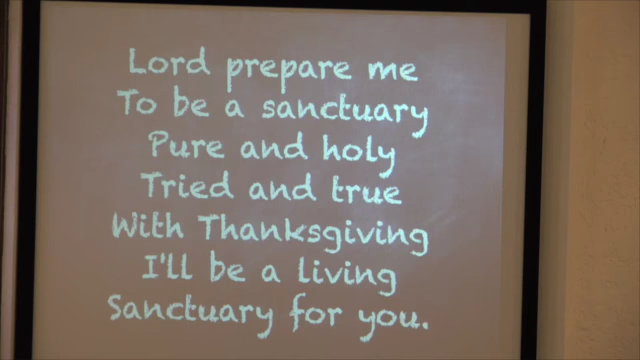 Lord prepare me
To be a sanctuary
Pure and holy
Tried and true
With Thanksgiving
I'll be a living
Sanctuary for you.